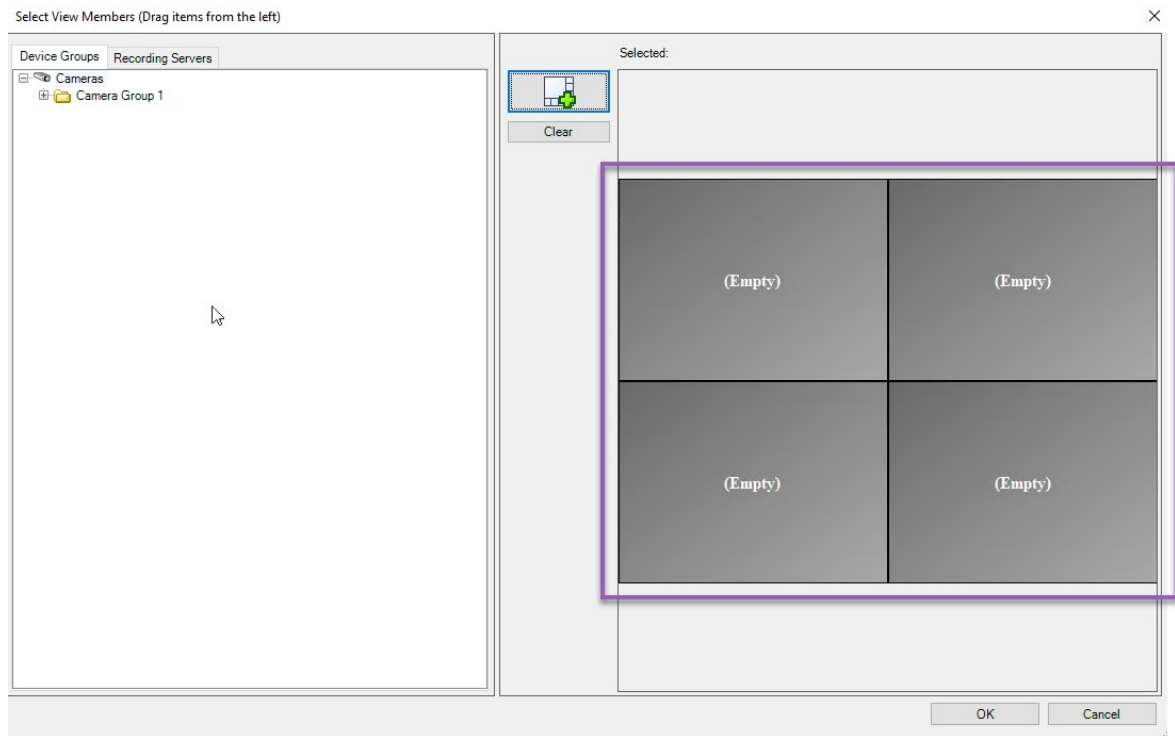 Select View Members (Drag items from the left)
Device Groups
Recording Servers
Cameras
Camera Group 1
Clear
Selected:
(Empty)
(Empty)
(Empty)
(Empty)
OK
Cancel